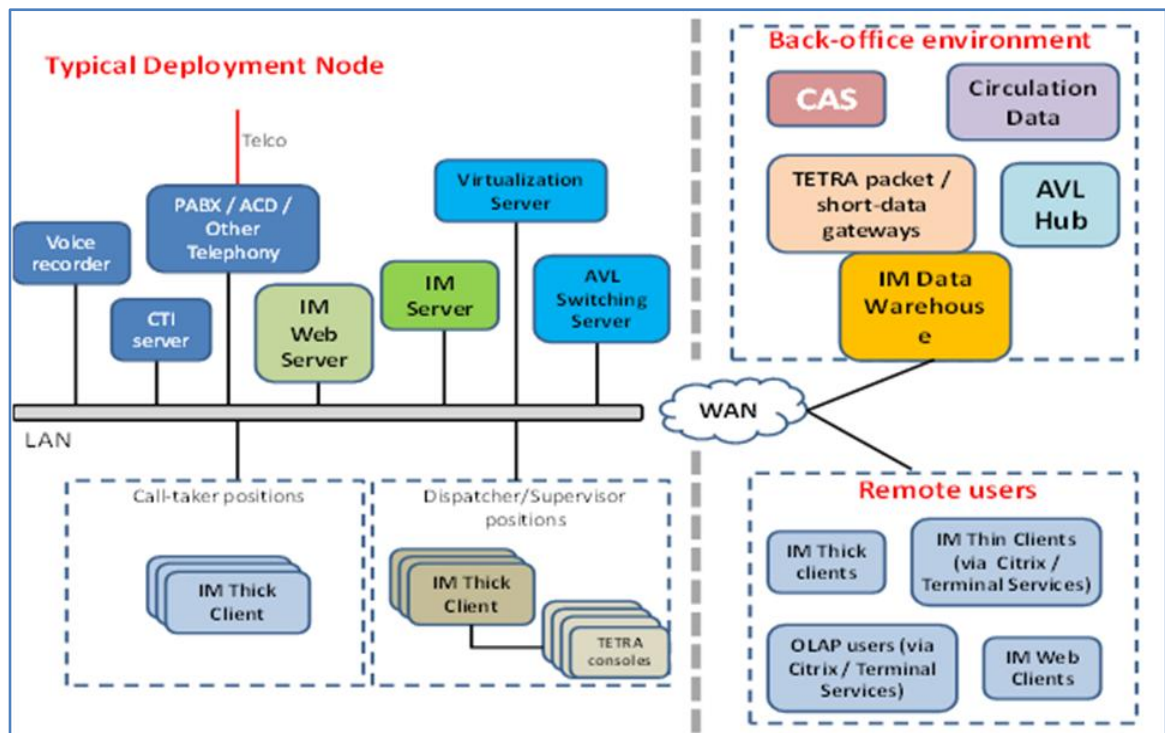 Typical Deployment Node
Telco
PABX / ACD /
Other
Telephony
Voice
recorder
CTI
server
IM
Web
Server
IM
Server
Virtualization
Server
AVL
Switching
Server
LAN
Call-taker positions
IM Thick
Client
Dispatcher/Supervisor
positions
IM Thick
Client
TETRA
consoles
WAN
Back-office environment
CAS
Circulation
Data
TETRA packet /
short-data
gateways
AVL
Hub
IM Data
Warehous
e
Remote users
IM Thick
clients
IM Thin Clients
(via Citrix /
Terminal Services)
OLAP users (via
Citrix / Terminal
Services)
IM Web
Clients